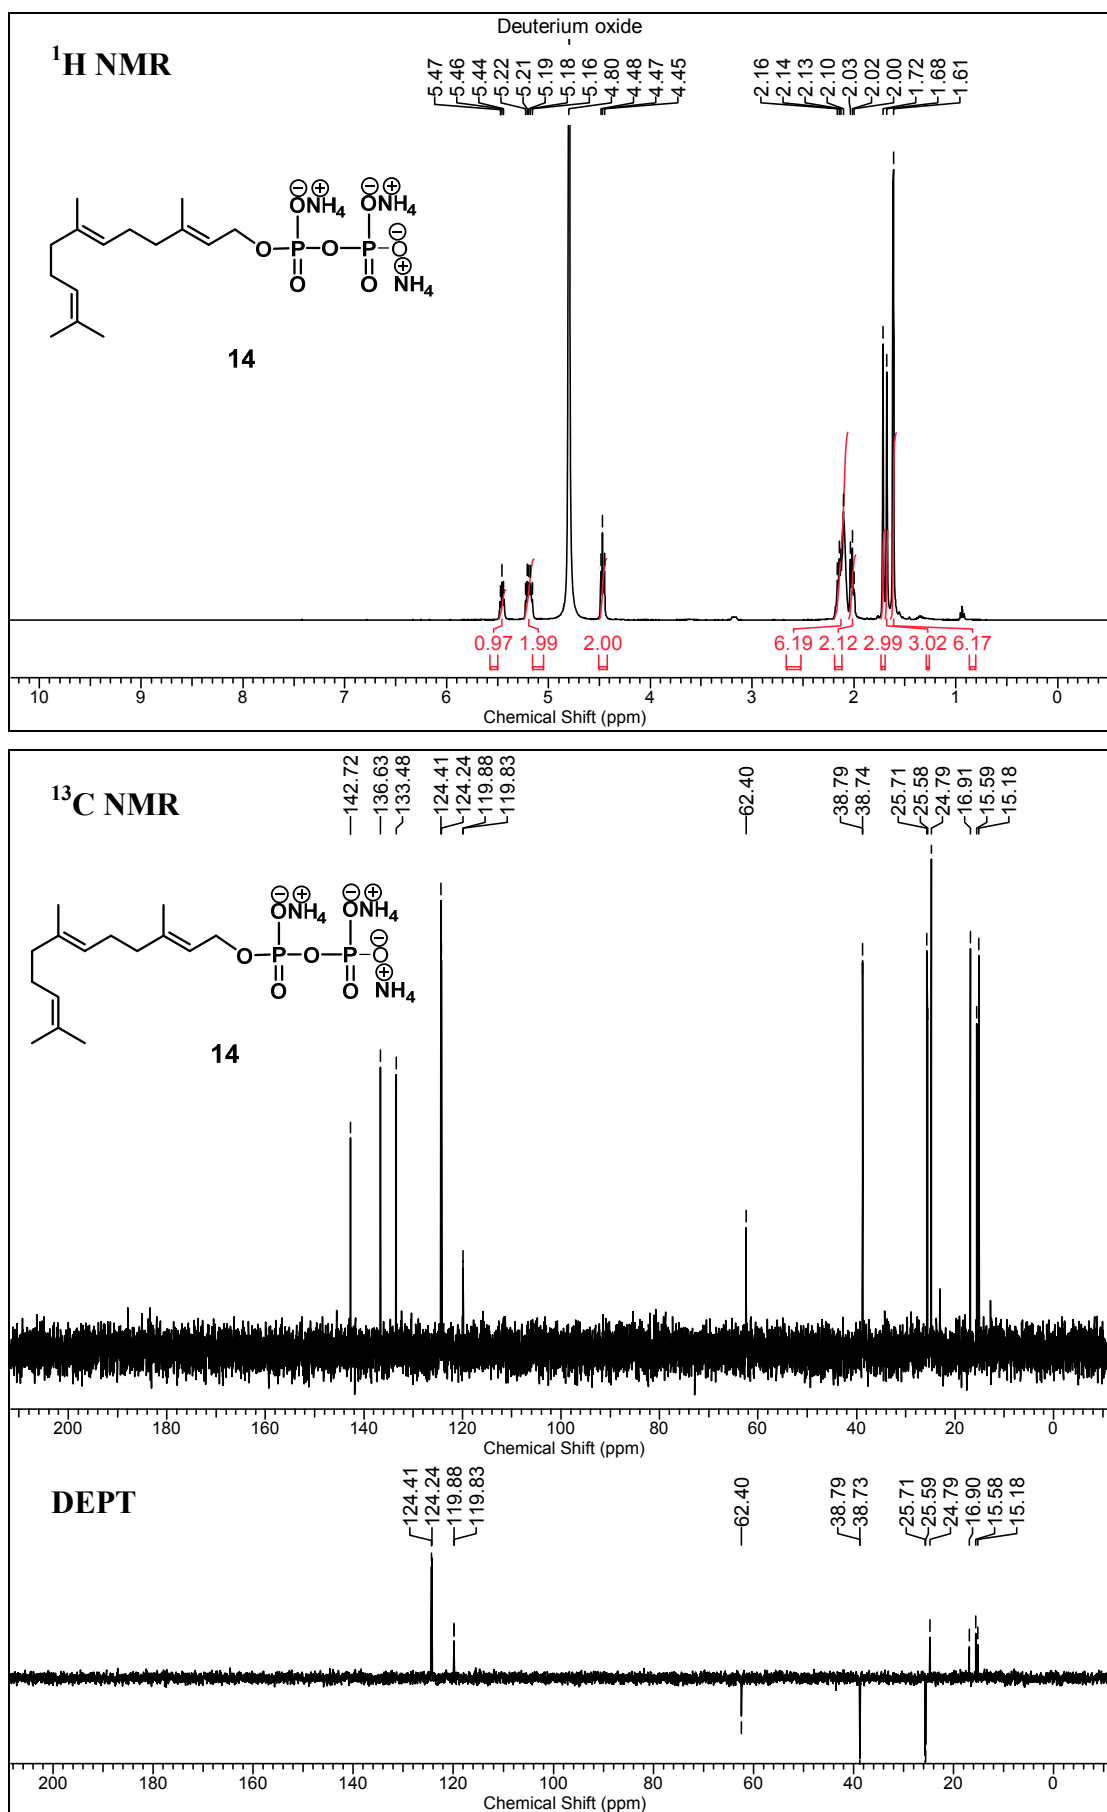 Deuterium oxide
¹H NMR
5.47 5.46 5.44 5.22 5.21 5.19 5.18 5.16 4.80 4.48 4.47 4.45 2.16 2.14 2.13 2.10 2.03 2.02 2.00 1.72 1.68 1.61
⊖ ⊕ ⊖ ⊕
ONH₄ ONH₄
⊖
O P O P O
⊕
O O NH₄
14
0.97 1.99 2.00 6.19 2.12 2.99 3.02 6.17
10 9 8 7 6 5 4 3 2 1 0
Chemical Shift (ppm)
¹³C NMR
142.72 136.63 133.48 124.41 124.24 119.88 119.83 62.40 38.79 38.74 25.71 25.58 24.79 16.91 15.59 15.18
⊖ ⊕ ⊖ ⊕
ONH₄ ONH₄
⊖
O P O P O
⊕
O O NH₄
14
200 180 160 140 120 100 80 60 40 20 0
Chemical Shift (ppm)
DEPT
124.41 124.24 119.88 119.83 62.40 38.79 38.73 25.71 25.59 24.79 16.90 15.58 15.18
200 180 160 140 120 100 80 60 40 20 0
Chemical Shift (ppm)